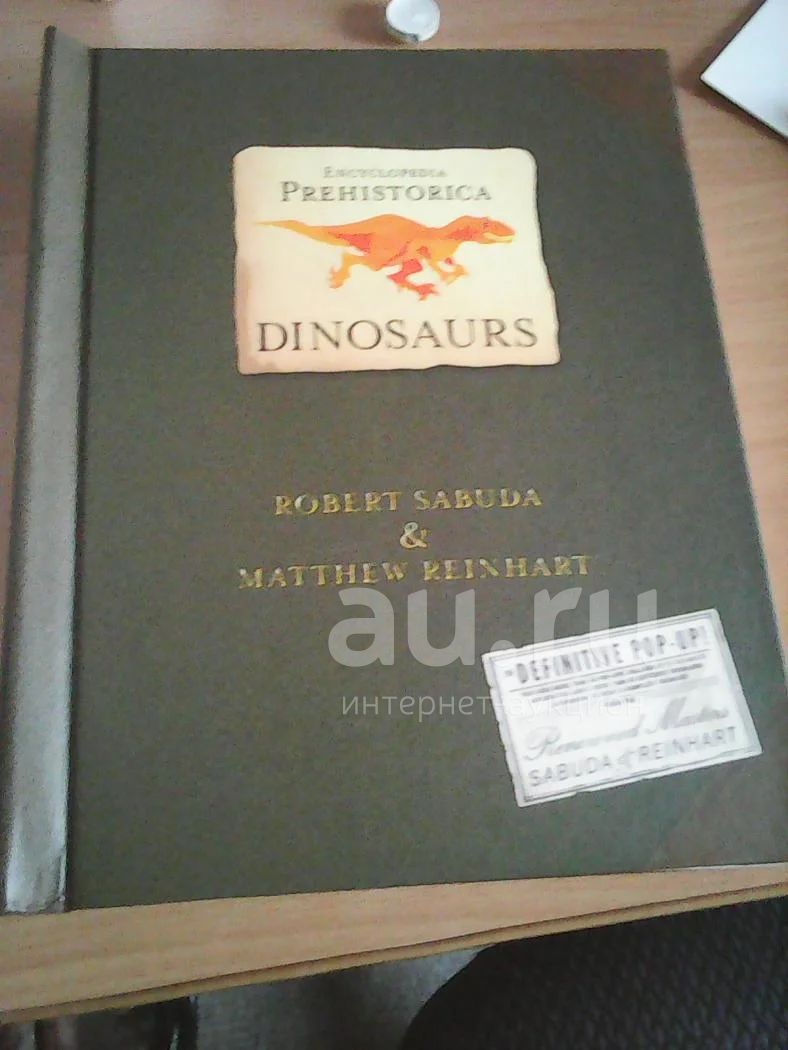 ENCYCLOPEDIA
PREHISTORICA
DINOSAURS
ROBERT SABUDA
&
MATTHEW REINHART
au.ru
интернет-аукцион
DEFINITIVE POP-UP!
Renowned Masters
SABUDA & REINHART